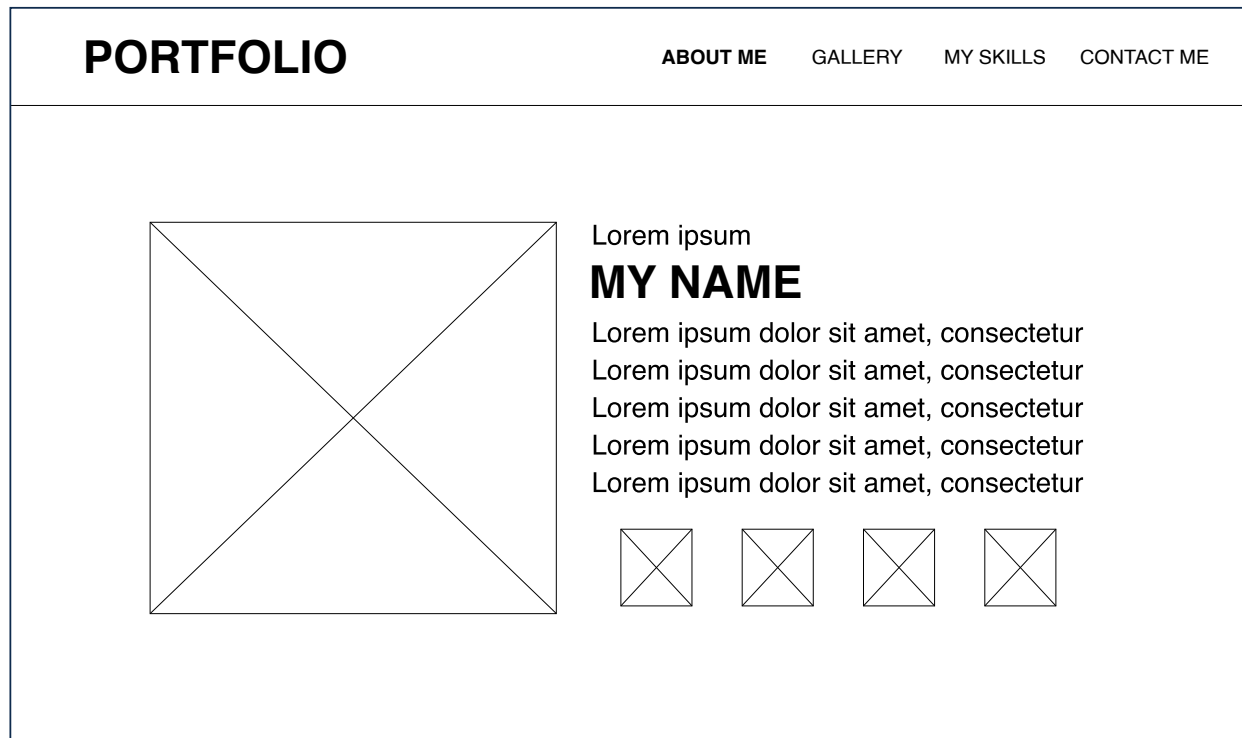 PORTFOLIO
ABOUT ME GALLERY MY SKILLS CONTACT ME
Lorem ipsum
MY NAME
Lorem ipsum dolor sit amet, consectetur
Lorem ipsum dolor sit amet, consectetur
Lorem ipsum dolor sit amet, consectetur
Lorem ipsum dolor sit amet, consectetur
Lorem ipsum dolor sit amet, consectetur